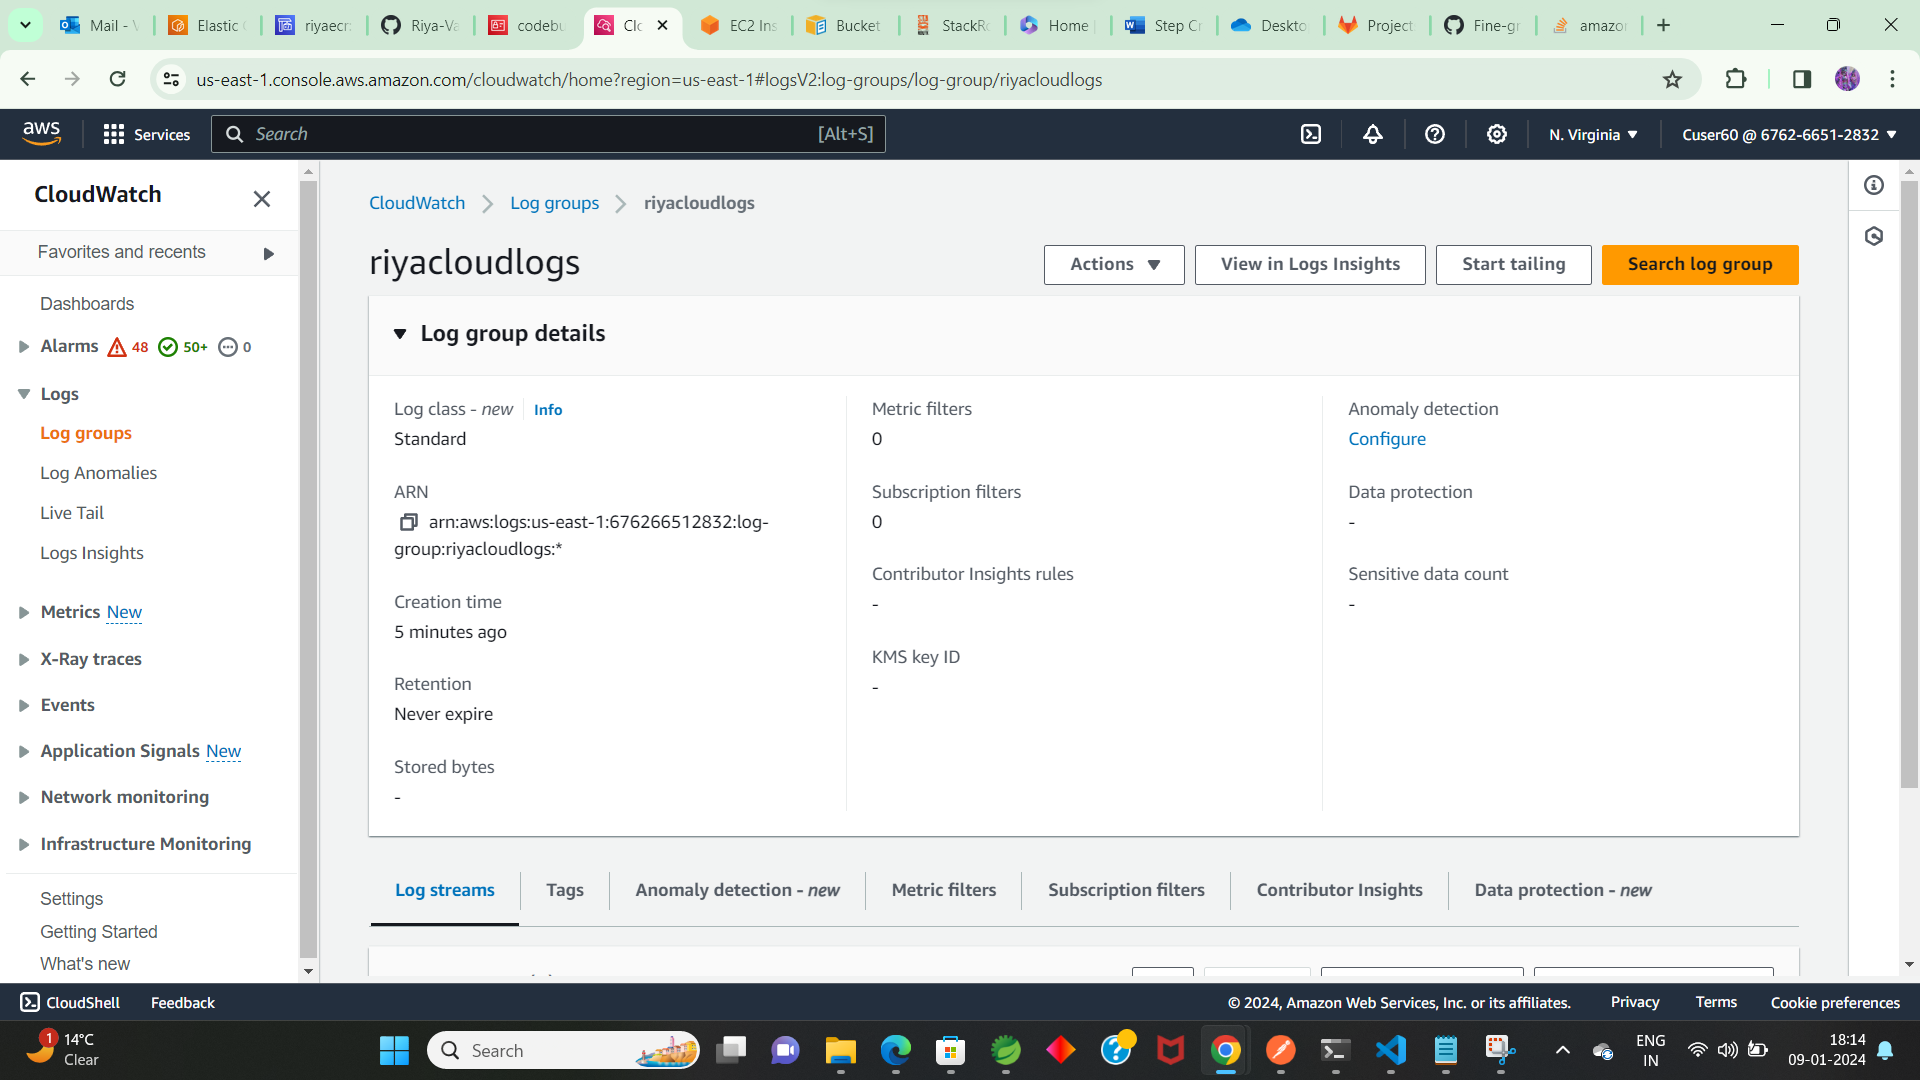 Mail - V
Elastic C
riyaecr:
Riya-Va
codebu
Clo
EC2 Ins
Bucket
StackRo
Home |
Step Cr
Deskto
Project
Fine-gr
amazon
us-east-1.console.aws.amazon.com/cloudwatch/home?region=us-east-1#logsV2:log-groups/log-group/riyacloudlogs
aws
Services
Search
[Alt+S]
N. Virginia
Cuser60 @ 6762-6651-2832
CloudWatch
Favorites and recents
Dashboards
Alarms 48 50+ 0
Logs
Log groups
Log Anomalies
Live Tail
Logs Insights
Metrics New
X-Ray traces
Events
Application Signals New
Network monitoring
Infrastructure Monitoring
Settings
Getting Started
What's new
CloudWatch
Log groups
riyacloudlogs
riyacloudlogs
Actions
View in Logs Insights
Start tailing
Search log group
Log group details
Log class - new
Info
Standard
ARN
arn:aws:logs:us-east-1:676266512832:log-
group:riyacloudlogs:*
Creation time
5 minutes ago
Retention
Never expire
Stored bytes
-
Metric filters
0
Subscription filters
0
Contributor Insights rules
-
KMS key ID
-
Anomaly detection
Configure
Data protection
-
Sensitive data count
-
Log streams
Tags
Anomaly detection - new
Metric filters
Subscription filters
Contributor Insights
Data protection - new
CloudShell
Feedback
© 2024, Amazon Web Services, Inc. or its affiliates.
Privacy
Terms
Cookie preferences
1
14°C
Clear
Search
ENG
IN
18:14
09-01-2024